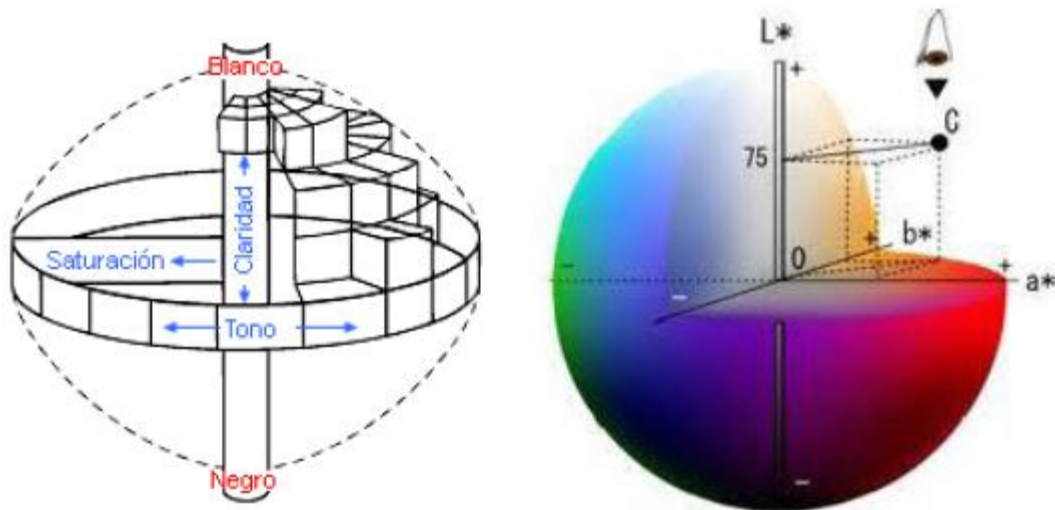 Blanco
Claridad
Saturación
Tono
Negro
L*
+
C
75
+
b*
0
-
+
a*
-
-